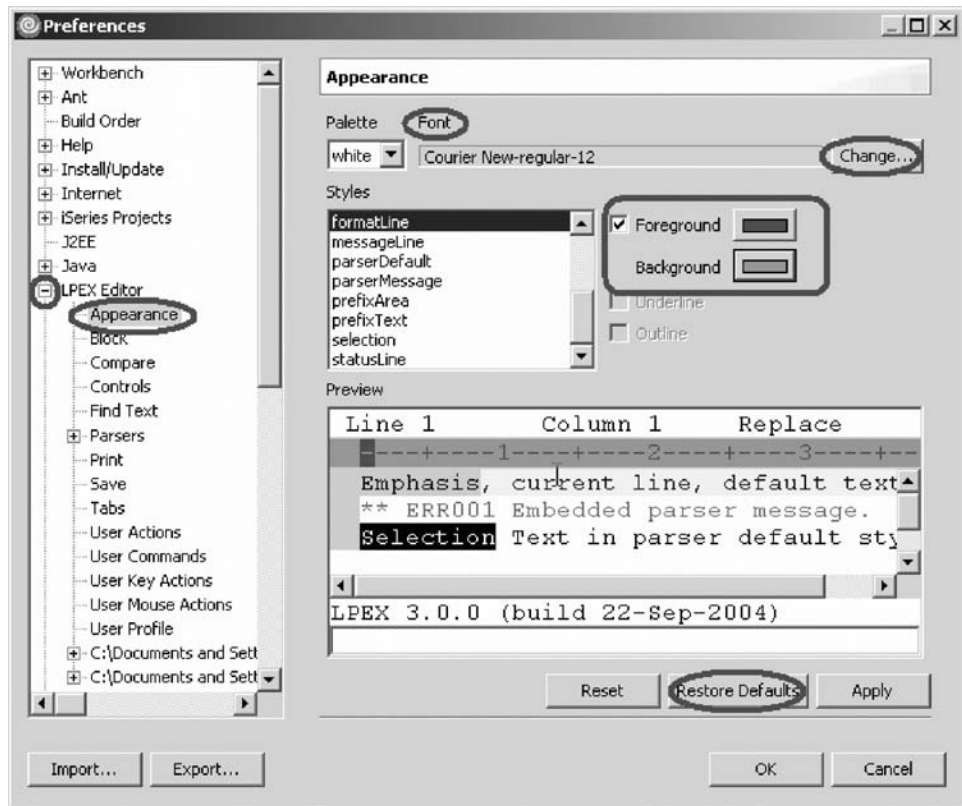 Preferences
Workbench
Ant
Build Order
Help
Install/Update
Internet
iSeries Projects
J2EE
Java
LPEX Editor
Appearance
Block
Compare
Controls
Find Text
Parsers
Print
Save
Tabs
User Actions
User Commands
User Key Actions
User Mouse Actions
User Profile
C:\Documents and Sett
C:\Documents and Sett
Appearance
Palette Font
white Courier New-regular-12 Change...
Styles
formatLine
messageLine
parserDefault
parserMessage
prefixArea
prefixText
selection
statusLine
Foreground
Background
Underline
Outline
Preview
Line 1 Column 1 Replace
----+----1----+----2----+----3----+--
Emphasis, current line, default text
** ERR001 Embedded parser message.
Selection Text in parser default sty
LPEX 3.0.0 (build 22-Sep-2004)
Reset Restore Defaults Apply
Import... Export... OK Cancel